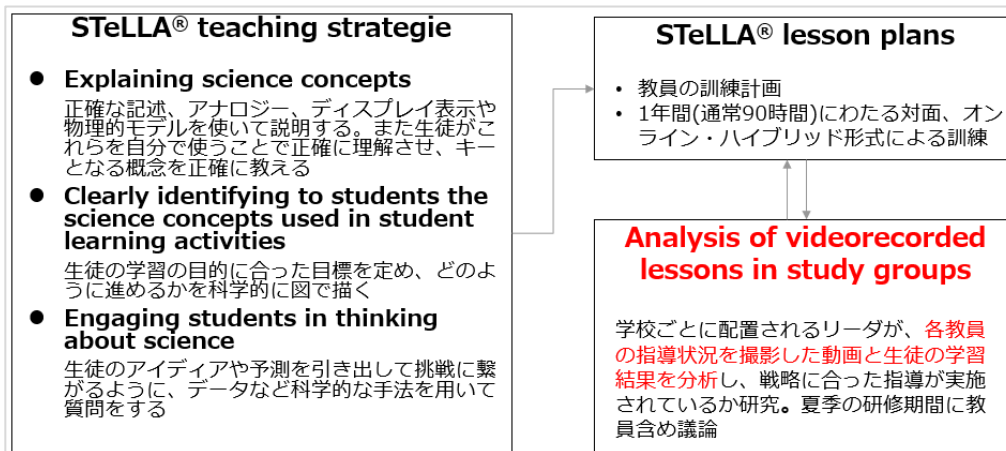 STeLLA® teaching strategie
● Explaining science concepts
正確な記述、アナロジー、ディスプレイ表示や
物理的モデルを使いて説明する。また生徒がこ
れらを自分で使うことで正確に理解させ、キー
となる概念を正確に教える
● Clearly identifying to students the
science concepts used in student
learning activities
生徒の学習の目的に合った目標を定め、どのよ
うに進めるかを科学的に図で描く
● Engaging students in thinking
about science
生徒のアイディアや予測を引き出して挑戦に繋
がるように、データなど科学的な手法を用いて
質問をする
STeLLA® lesson plans
• 教員の訓練計画
• 1年間(通常90時間)にわたる対面、オン
ライン・ハイブリッド形式による訓練
Analysis of videorecorded
lessons in study groups
学校ごとに配置されるリーダが、各教員
の指導状況を撮影した動画と生徒の学習
結果を分析し、戦略に合った指導が実施
されているか研究。夏季の研修期間に教
員含め議論